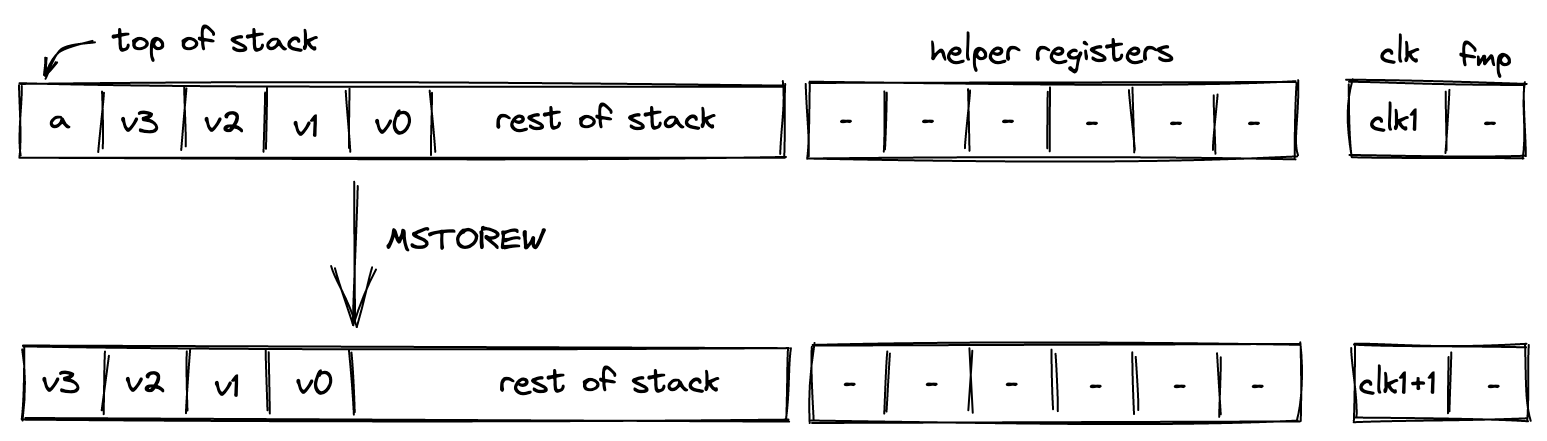 top of stack
helper registers clk fmp
a v3 v2 v1 v0 rest of stack - - - - - - clk1 -
MSTOREW
v3 v2 v1 v0 rest of stack - - - - - - clk1+1 -